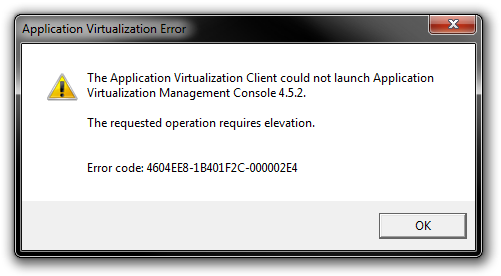 Application Virtualization Error
The Application Virtualization Client could not launch Application
Virtualization Management Console 4.5.2.
The requested operation requires elevation.
Error code: 4604EE8-1B401F2C-000002E4
OK